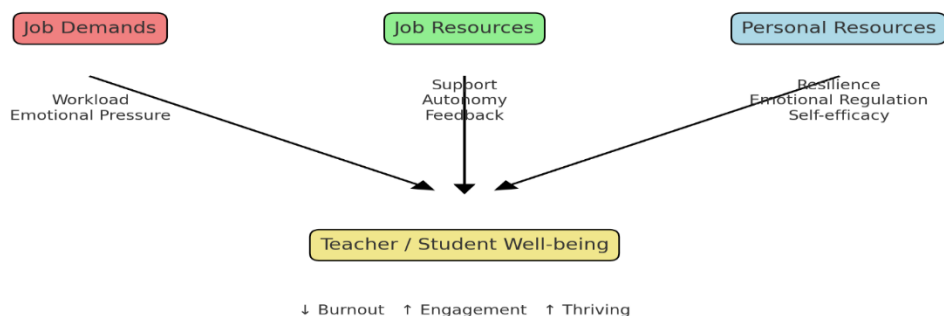 Job Demands
Job Resources
Personal Resources
Workload
Emotional Pressure
Support
Autonomy
Feedback
Resilience
Emotional Regulation
Self-efficacy
Teacher / Student Well-being
↓ Burnout ↑ Engagement ↑ Thriving